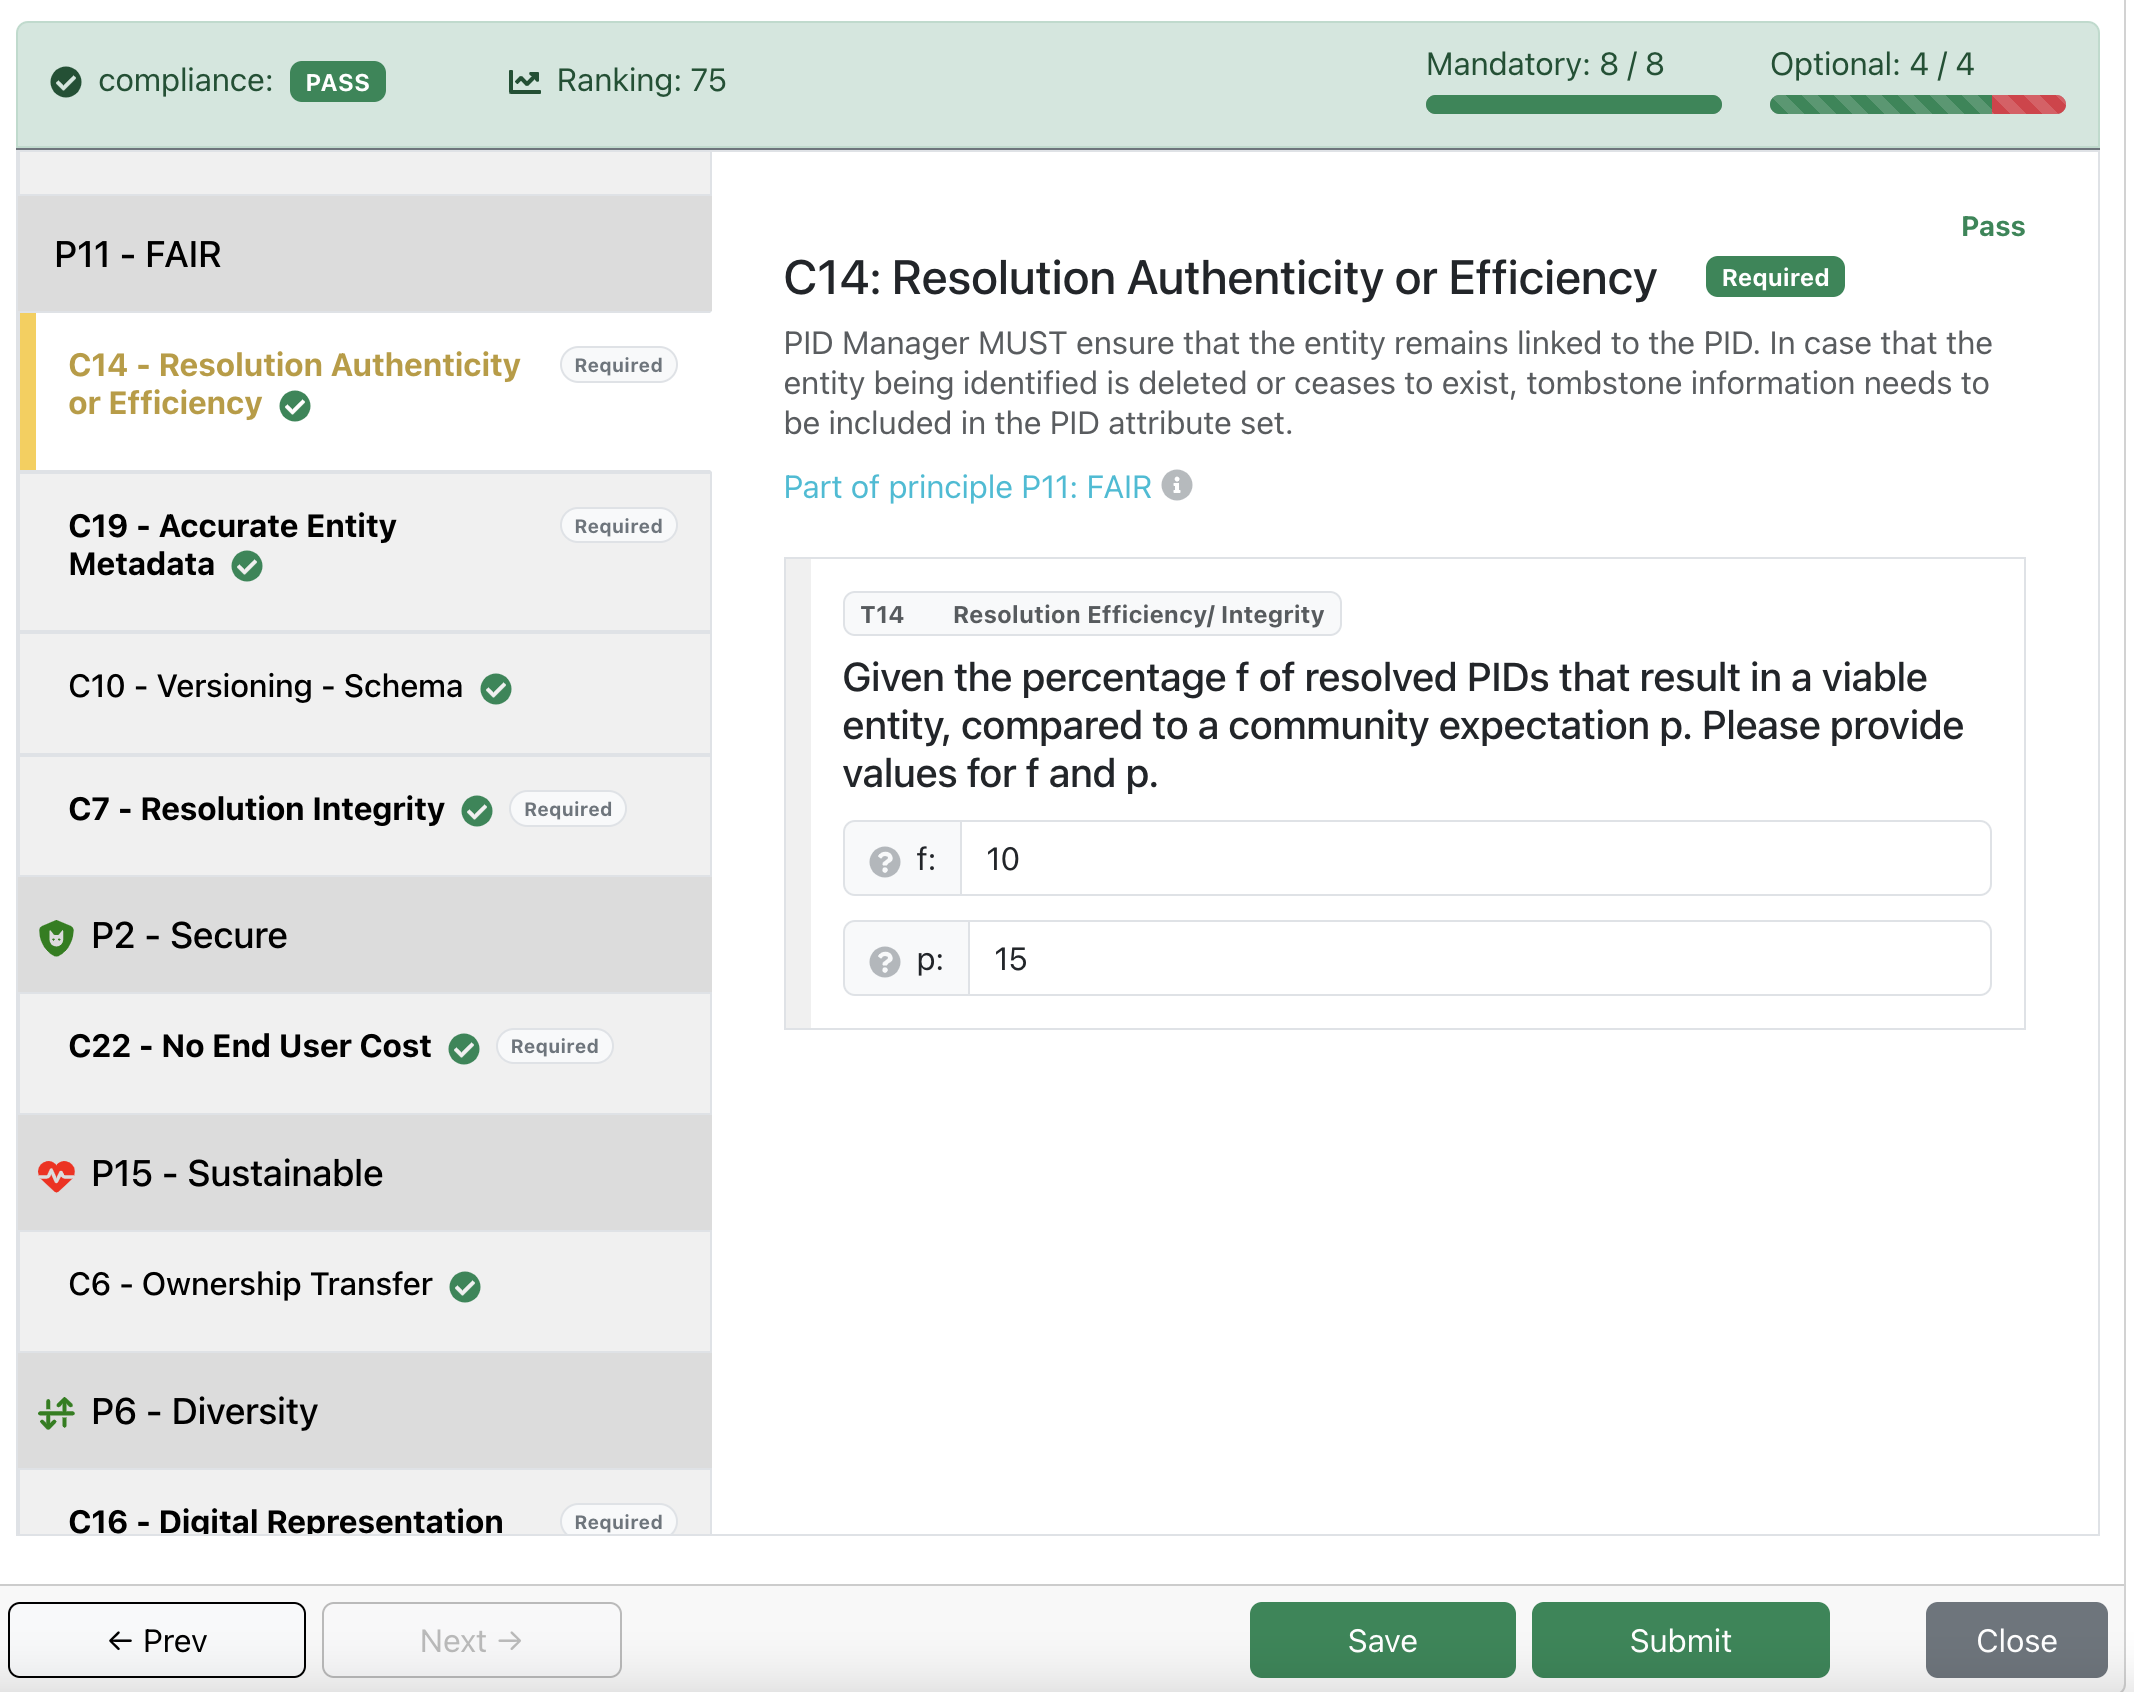 compliance: PASS
Ranking: 75
Mandatory: 8 / 8
Optional: 4 / 4
P11 - FAIR
C14 - Resolution Authenticity or Efficiency
Required
C19 - Accurate Entity Metadata
Required
C10 - Versioning - Schema
C7 - Resolution Integrity
Required
P2 - Secure
C22 - No End User Cost
Required
P15 - Sustainable
C6 - Ownership Transfer
P6 - Diversity
C16 - Digital Representation
Required
Pass
C14: Resolution Authenticity or Efficiency
Required
PID Manager MUST ensure that the entity remains linked to the PID. In case that the
entity being identified is deleted or ceases to exist, tombstone information needs to
be included in the PID attribute set.
Part of principle P11: FAIR
T14 Resolution Efficiency/ Integrity
Given the percentage f of resolved PIDs that result in a viable
entity, compared to a community expectation p. Please provide
values for f and p.
f: 10
p: 15
← Prev
Next →
Save
Submit
Close